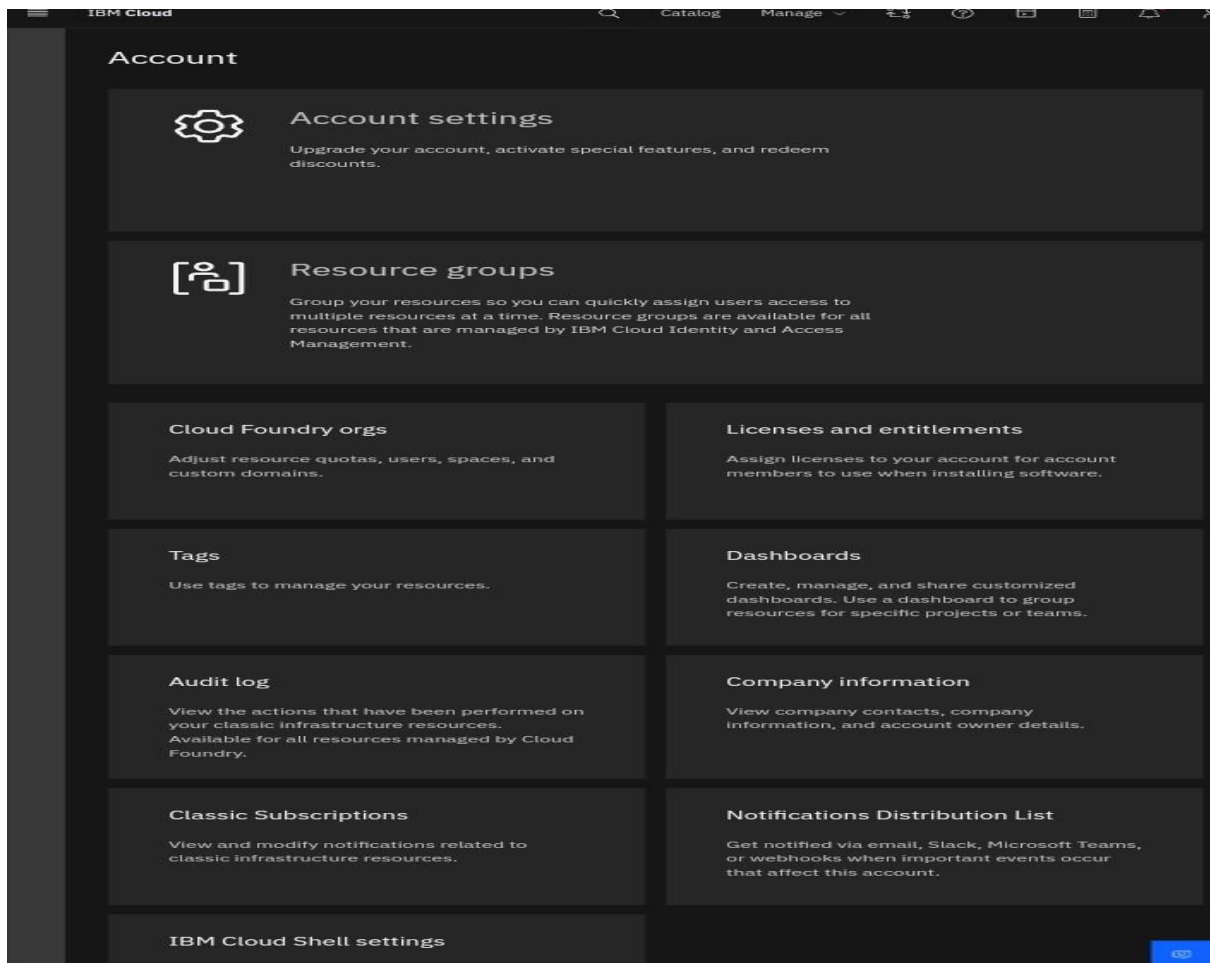 IBM Cloud
Catalog
Manage
Account
Account settings
Upgrade your account, activate special features, and redeem
discounts.
Resource groups
Group your resources so you can quickly assign users access to
multiple resources at a time. Resource groups are available for all
resources that are managed by IBM Cloud Identity and Access
Management.
Cloud Foundry orgs
Adjust resource quotas, users, spaces, and
custom domains.
Licenses and entitlements
Assign licenses to your account for account
members to use when installing software.
Tags
Use tags to manage your resources.
Dashboards
Create, manage, and share customized
dashboards. Use a dashboard to group
resources for specific projects or teams.
Audit log
View the actions that have been performed on
your classic infrastructure resources.
Available for all resources managed by Cloud
Foundry.
Company information
View company contacts, company
information, and account owner details.
Classic Subscriptions
View and modify notifications related to
classic infrastructure resources.
Notifications Distribution List
Get notified via email, Slack, Microsoft Teams,
or webhooks when important events occur
that affect this account.
IBM Cloud Shell settings